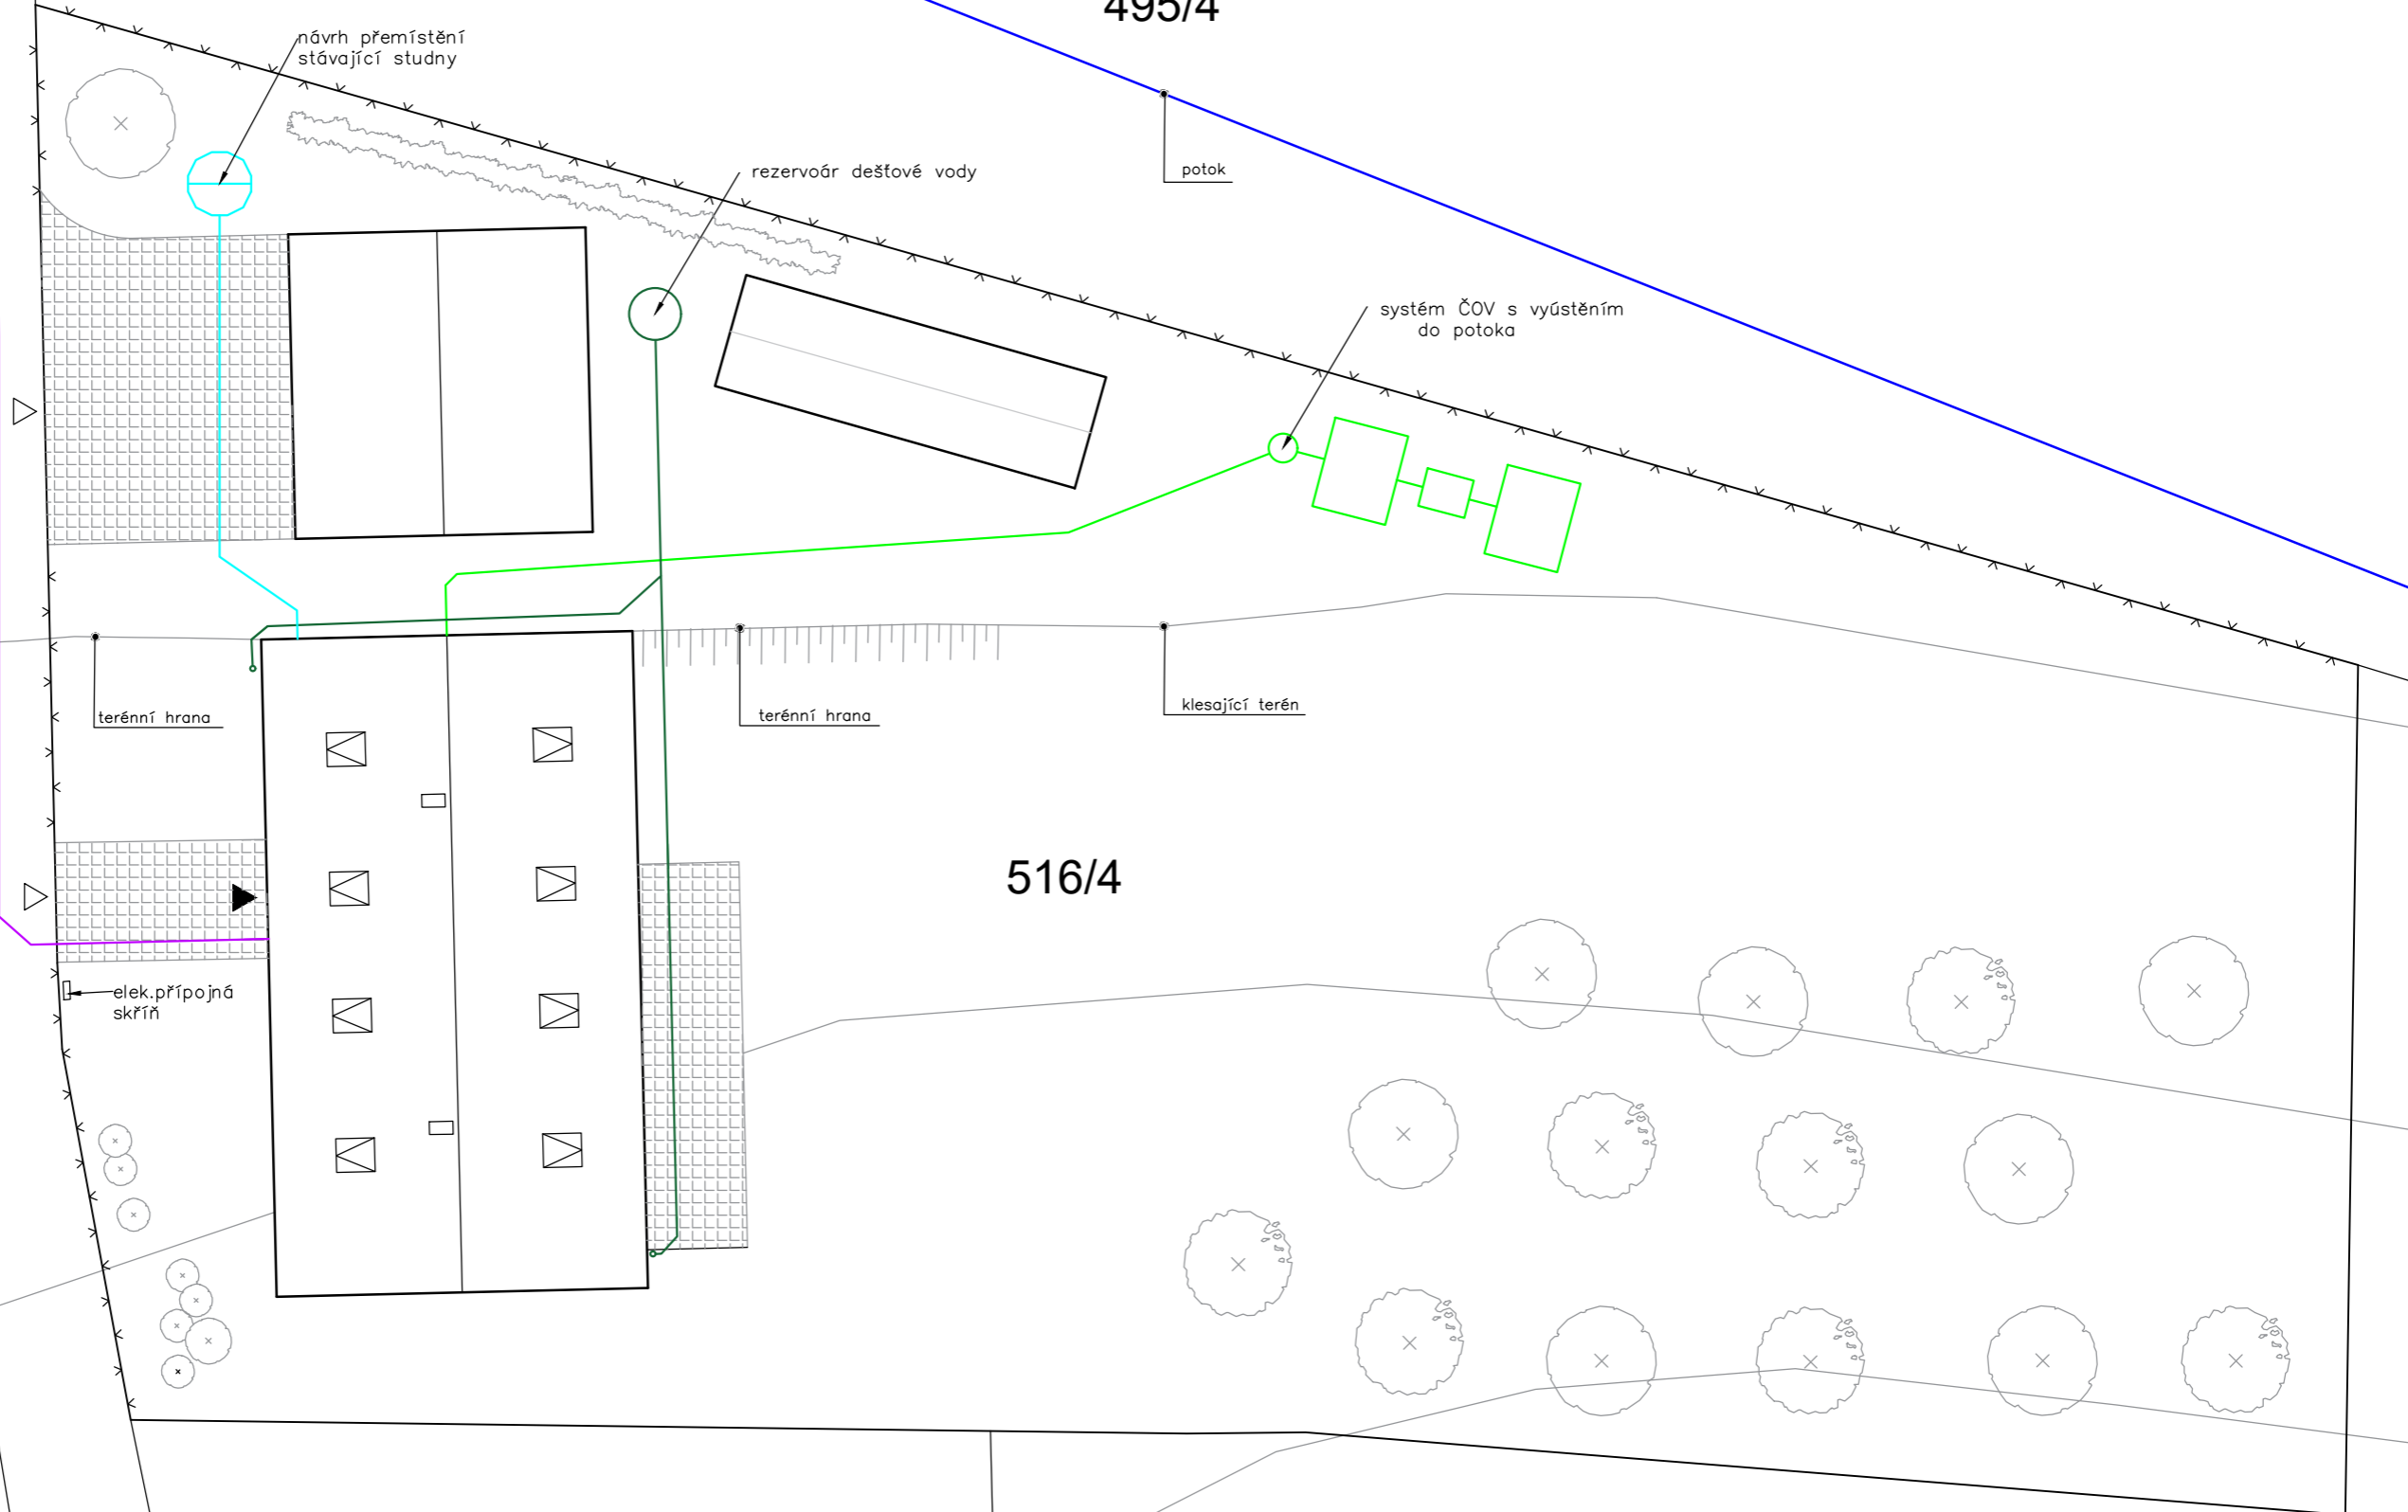 495/4
návrh přemístění
stávající studny
potok
rezervoár dešťové vody
systém ČOV s vyústěním
do potoka
klesající terén
terénní hrana
terénní hrana
516/4
elek.přípojná
skříň